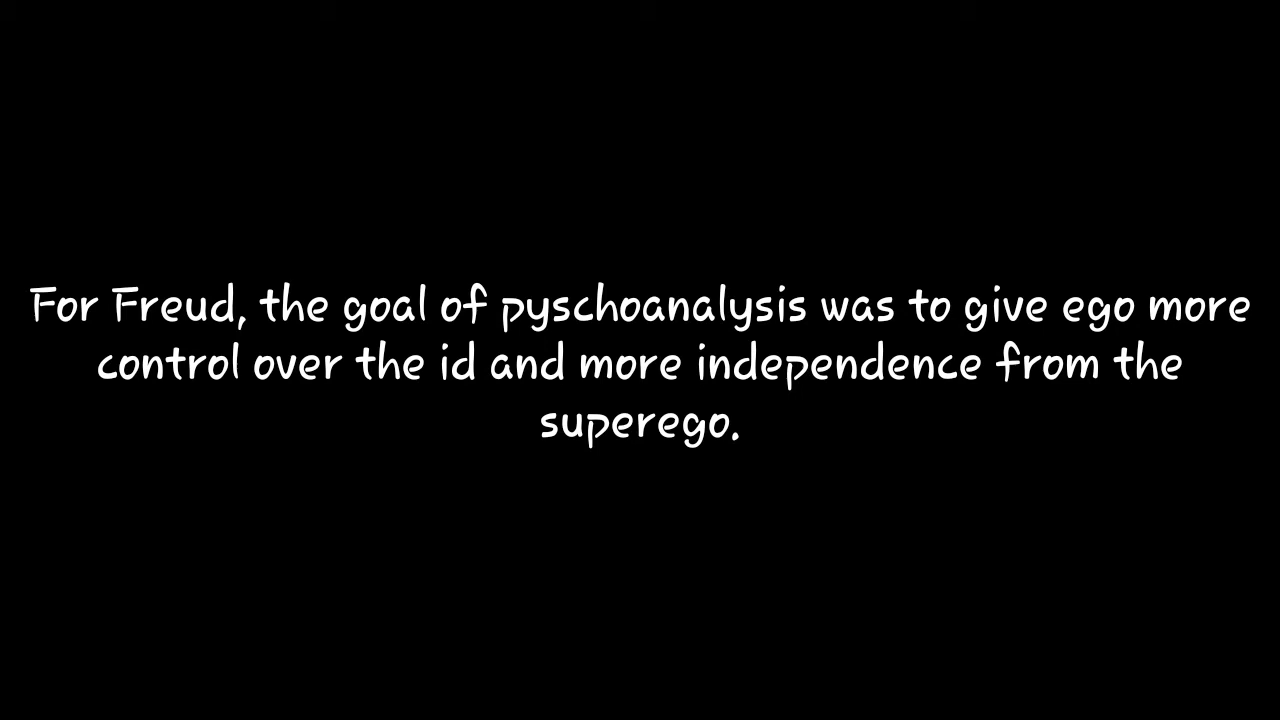 For Freud, the goal of pyschoanalysis was to give ego more
control over the id and more independence from the
superego.